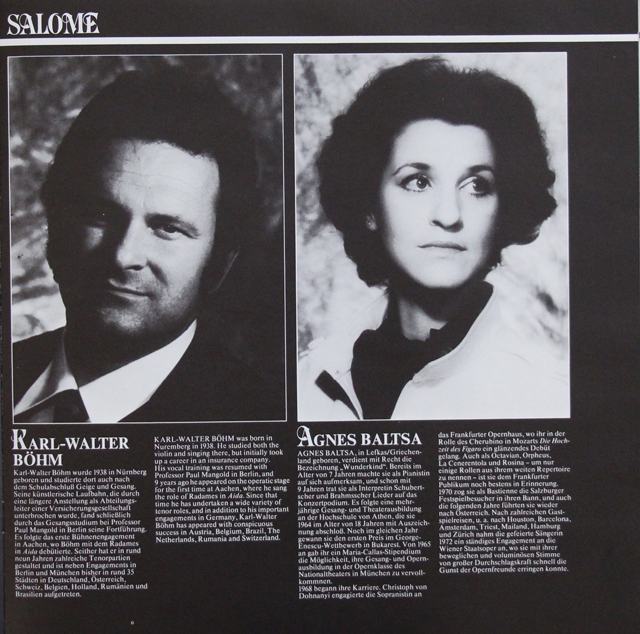 SALOME
KARL-WALTER
BÖHM
Karl-Walter Böhm wurde 1938 in Nürnberg
geboren und studierte dort auch nach
dem Schulabschluß Geige und Gesang.
Seine künstlerische Laufbahn, die durch
eine längere Anstellung als Abteilungs-
leiter einer Versicherungsgesellschaft
unterbrochen wurde, fand schließlich
durch das Gesangsstudium bei Professor
Paul Mangold in Berlin seine Fortführung.
Es folgte das erste Bühnenengagement
in Aachen, wo Böhm mit dem Radames
in Aida debütierte. Seither hat er in rund
neun Jahren zahlreiche Tenorpartien
gestaltet und ist neben Engagements in
Berlin und München bisher in rund 35
Städten in Deutschland, Österreich,
Schweiz, Belgien, Holland, Rumänien und
Brasilien aufgetreten.
KARL-WALTER BÖHM was born in
Nuremberg in 1938. He studied both the
violin and singing there, but initially took
up a career in an insurance company.
His vocal training was resumed with
Professor Paul Mangold in Berlin, and
9 years ago he appeared on the operatic stage
for the first time at Aachen, where he sang
the role of Radames in Aida. Since that
time he has undertaken a wide variety of
tenor roles, and in addition to his important
engagements in Germany, Karl-Walter
Böhm has appeared with conspicuous
success in Austria, Belgium, Brazil, The
Netherlands, Rumania and Switzerland.
AGNES BALTSA
AGNES BALTSA, in Lefkas/Griechen-
land geboren, verdient mit Recht die
Bezeichnung „Wunderkind“. Bereits im
Alter von 7 Jahren machte sie als Pianistin
auf sich aufmerksam, und schon mit
9 Jahren trat sie als Interpretin Schubert-
scher und Brahmsscher Lieder auf das
Konzertpodium. Es folgte eine mehr-
jährige Gesang- und Theaterausbildung
an der Hochschule von Athen, die sie
1964 im Alter von 18 Jahren mit Auszeich-
nung abschloß. Noch im gleichen Jahr
gewann sie den ersten Preis im George-
Enescu-Wettbewerb in Bukarest. Von 1965
an gab ihr ein Maria-Callas-Stipendium
die Möglichkeit, ihre Gesang- und Opern-
ausbildung in der Opernklasse des
Nationaltheaters in München zu vervoll-
kommnen.
1968 begann ihre Karriere. Christoph von
Dohnanyi engagierte die Sopranistin an
das Frankfurter Opernhaus, wo ihr in der
Rolle des Cherubino in Mozarts Die Hoch-
zeit des Figaro ein glänzendes Debüt
gelang. Auch als Octavian, Orpheus,
La Cenerentola und Rosina – um nur
einige Rollen aus ihrem weiten Repertoire
zu nennen – ist sie dem Frankfurter
Publikum noch bestens in Erinnerung.
1970 zog sie als Bastienne die Salzburger
Festspielbesucher in ihren Bann, und auch
die folgenden Jahre führten sie wieder
nach Österreich. Nach zahlreichen Gast-
spielreisen, u. a. nach Houston, Barcelona,
Amsterdam, Triest, Mailand, Hamburg
und Zürich nahm die gefeierte Sängerin
1972 ein ständiges Engagement an die
Wiener Staatsoper an, wo sie mit ihrer
beweglichen und voluminösen Stimme
von großer Durchschlagskraft schnell die
Gunst der Opernfreunde erringen konnte.
6